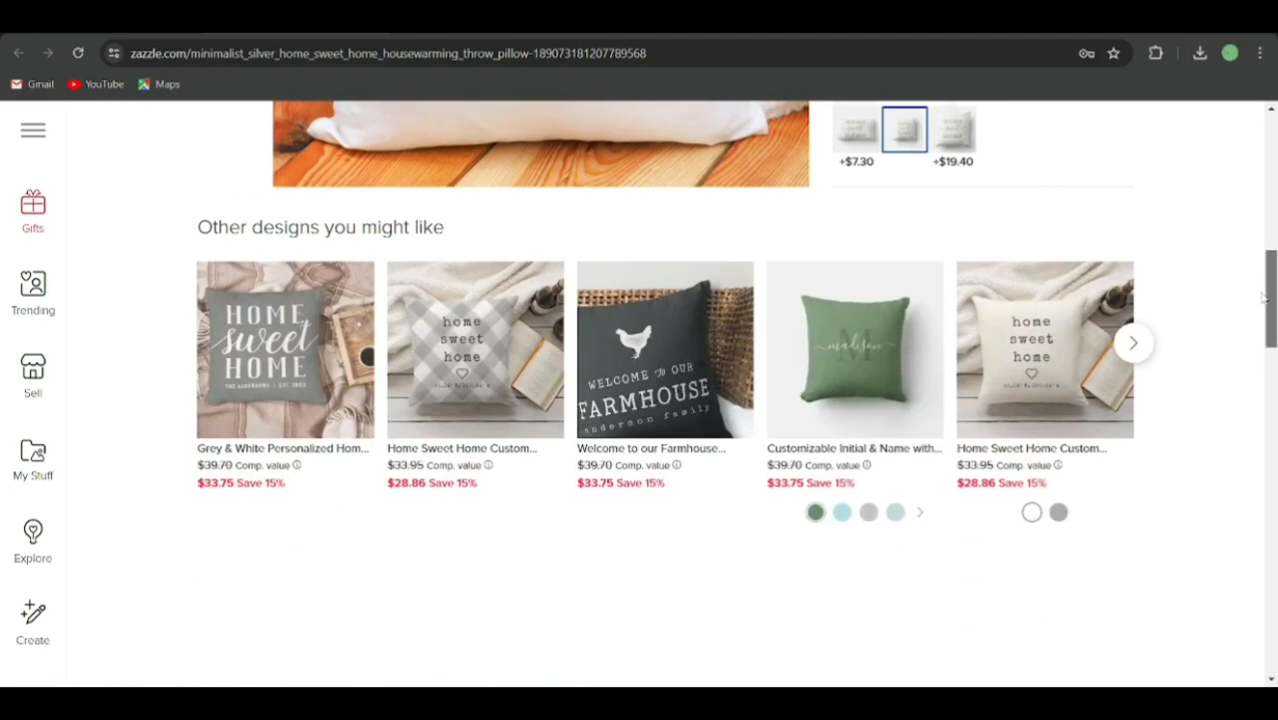 zazzle.com/minimalist_silver_home_sweet_home_housewarming_throw_pillow-189073181207789568
Gmail
YouTube
Maps
Gifts
Trending
Sell
My Stuff
Explore
Create
+$7.30
+$19.40
Other designs you might like
HOME
sweet
HOME
home
sweet
home
WELCOME to OUR
FARMHOUSE
anderson family
M
madison
home
sweet
home
Grey & White Personalized Hom...
$39.70 Comp. value
$33.75 Save 15%
Home Sweet Home Custom...
$33.95 Comp. value
$28.86 Save 15%
Welcome to our Farmhouse...
$39.70 Comp. value
$33.75 Save 15%
Customizable Initial & Name with...
$39.70 Comp. value
$33.75 Save 15%
Home Sweet Home Custom...
$33.95 Comp. value
$28.86 Save 15%